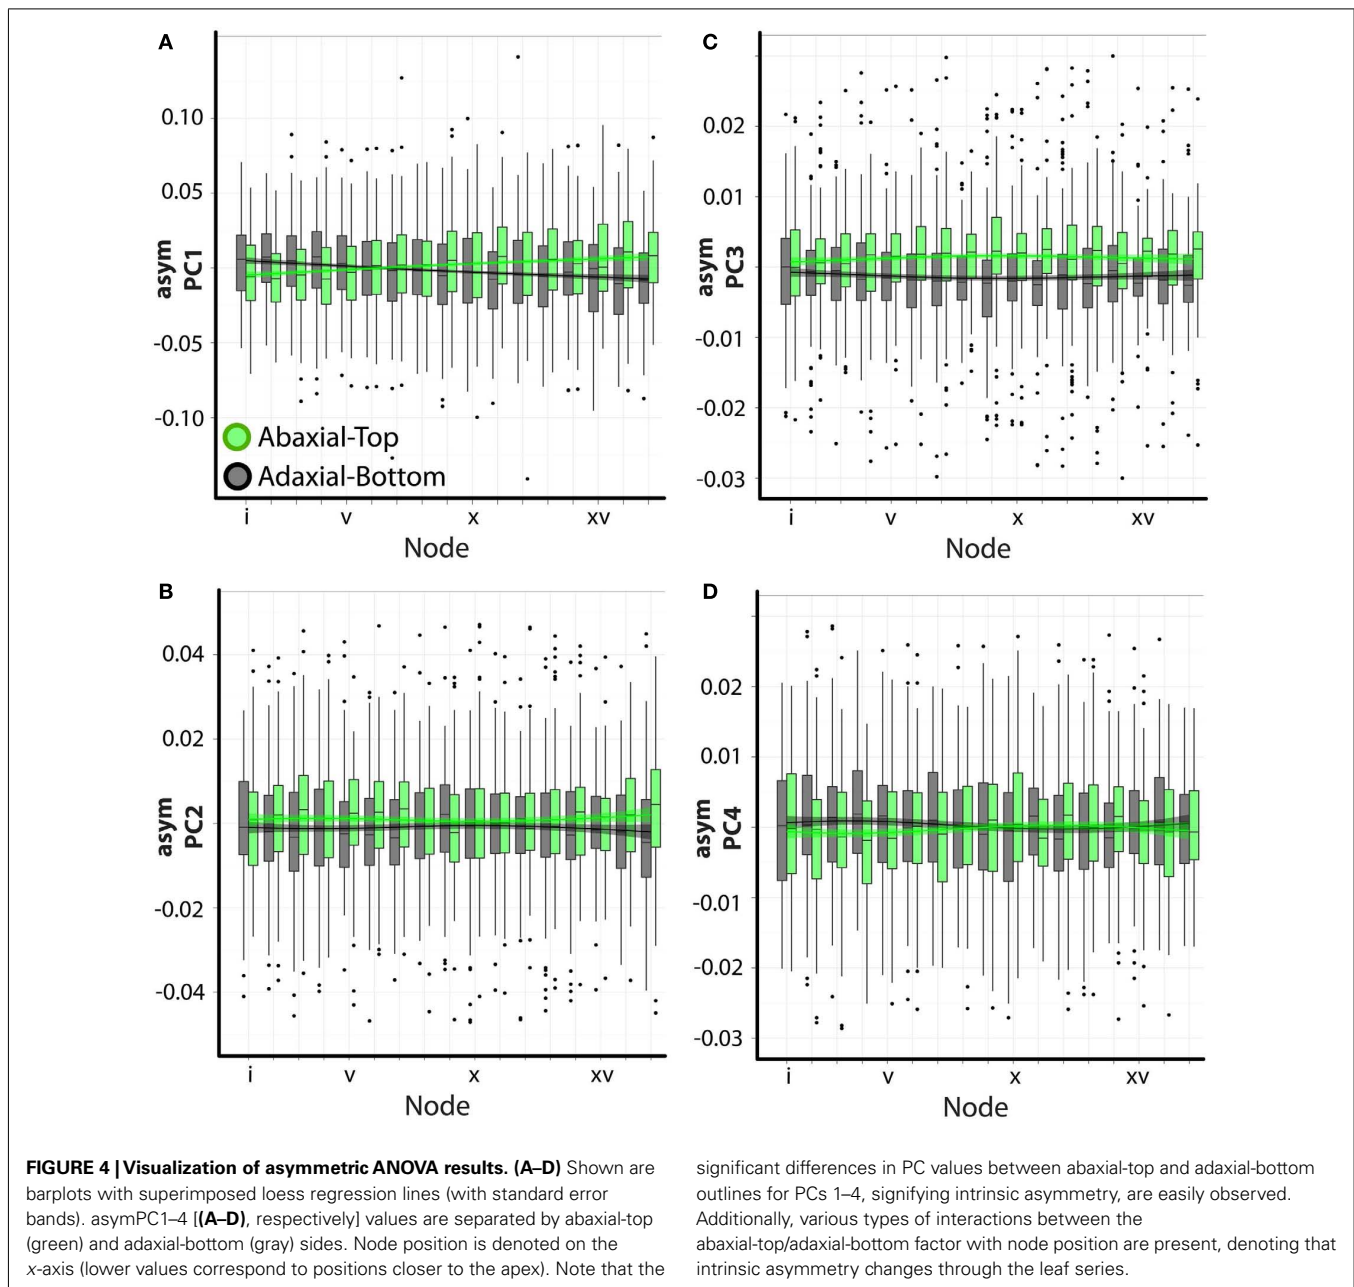 A
0.10
0.05
asym
PC1
-0.05
-0.10
Abaxial-Top
Adaxial-Bottom
i
v
x
xv
Node
C
0.02
0.01
asym
PC3
-0.01
-0.02
-0.03
i
v
x
xv
Node
B
0.04
0.02
asym
PC2
-0.02
-0.04
i
v
x
xv
Node
D
0.02
0.01
asym
PC4
-0.01
-0.02
-0.03
i
v
x
xv
Node
FIGURE 4 | Visualization of asymmetric ANOVA results. (A–D) Shown are
barplots with superimposed loess regression lines (with standard error
bands). asymPC1–4 [(A–D), respectively] values are separated by abaxial-top
(green) and adaxial-bottom (gray) sides. Node position is denoted on the
x-axis (lower values correspond to positions closer to the apex). Note that the
significant differences in PC values between abaxial-top and adaxial-bottom
outlines for PCs 1–4, signifying intrinsic asymmetry, are easily observed.
Additionally, various types of interactions between the
abaxial-top/adaxial-bottom factor with node position are present, denoting that
intrinsic asymmetry changes through the leaf series.